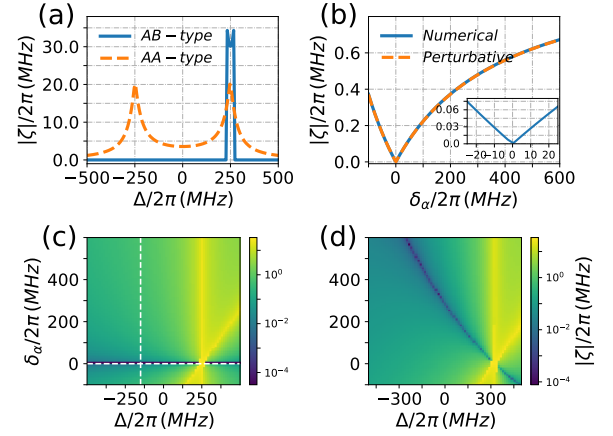 (a)
|ζ|/2π (MHz)
35.0
30.0
20.0
10.0
0.0
AB − type
AA − type
−500
−250
0
250
500
Δ/2π (MHz)
(b)
|ζ|/2π (MHz)
0.6
0.4
0.2
0.0
Numerical
Perturbative
0.06
0.03
0.0
−20
−10
0
10
20
0
200
400
600
δα/2π (MHz)
(c)
δα/2π (MHz)
600
400
200
0
−250
0
250
Δ/2π (MHz)
10⁰
10⁻²
10⁻⁴
(d)
600
400
200
0
−300
0
300
Δ/2π (MHz)
10⁰
10⁻²
10⁻⁴
|ζ|/2π (MHz)